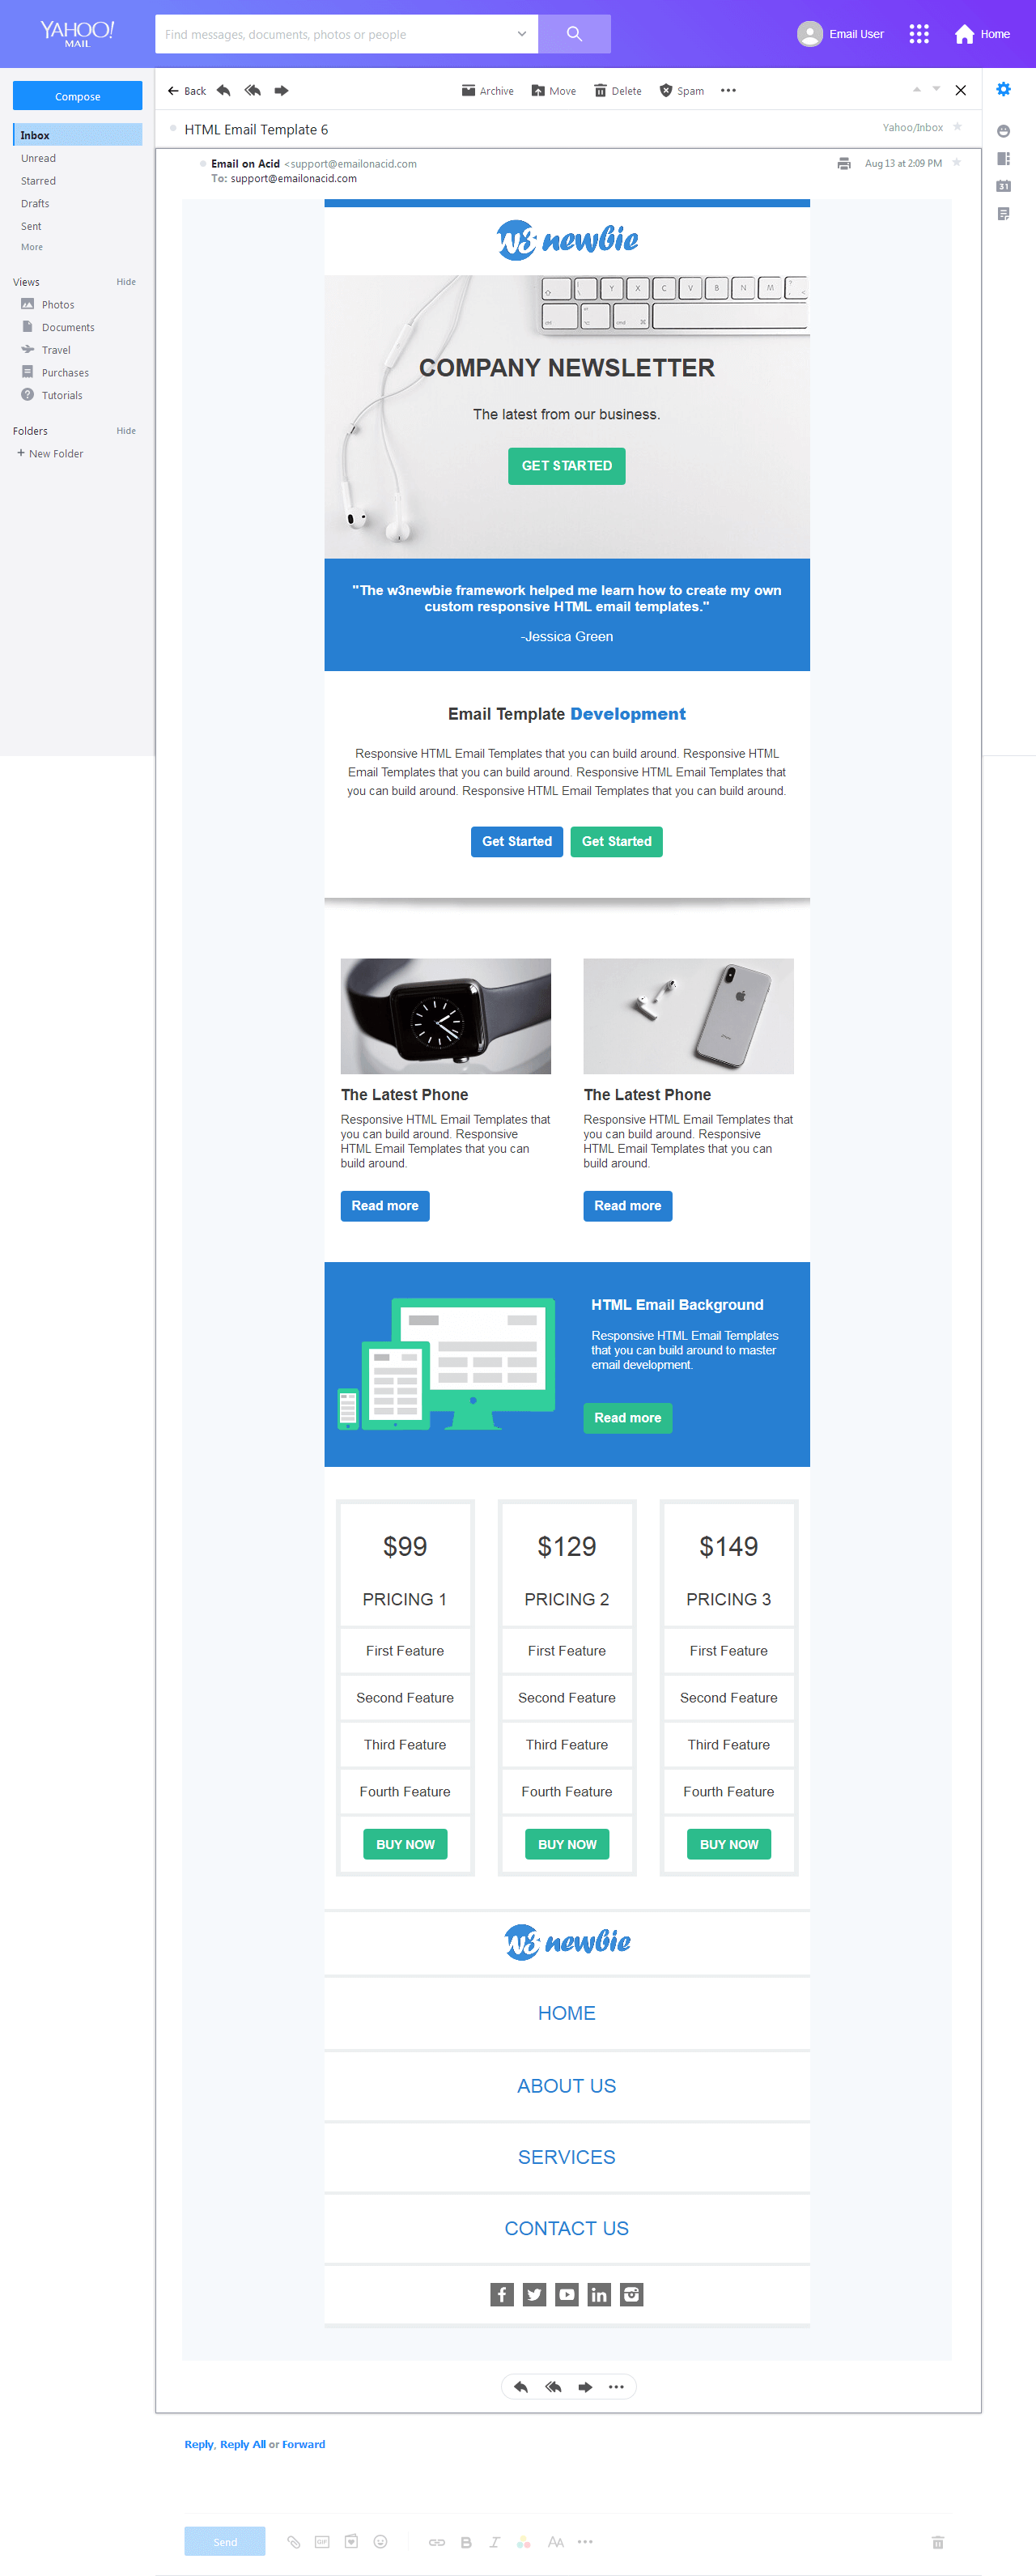 YAHOO!
MAIL
Find messages, documents, photos or people
Email User
Home
Compose
Inbox
Unread
Starred
Drafts
Sent
More
Views
Hide
Photos
Documents
Travel
Purchases
Tutorials
Folders
Hide
+ New Folder
Back
Archive
Move
Delete
Spam
HTML Email Template 6
Yahoo/Inbox
Email on Acid <support@emailonacid.com
Aug 13 at 2:09 PM
To: support@emailonacid.com
31
w3 newbie
Y X C V B N M
COMPANY NEWSLETTER
The latest from our business.
GET STARTED
"The w3newbie framework helped me learn how to create my own
custom responsive HTML email templates."
-Jessica Green
Email Template Development
Responsive HTML Email Templates that you can build around. Responsive HTML
Email Templates that you can build around. Responsive HTML Email Templates that
you can build around. Responsive HTML Email Templates that you can build around.
Get Started
Get Started
The Latest Phone
Responsive HTML Email Templates that
you can build around. Responsive
HTML Email Templates that you can
build around.
Read more
The Latest Phone
Responsive HTML Email Templates that
you can build around. Responsive
HTML Email Templates that you can
build around.
Read more
HTML Email Background
Responsive HTML Email Templates
that you can build around to master
email development.
Read more
$99
PRICING 1
First Feature
Second Feature
Third Feature
Fourth Feature
BUY NOW
$129
PRICING 2
First Feature
Second Feature
Third Feature
Fourth Feature
BUY NOW
$149
PRICING 3
First Feature
Second Feature
Third Feature
Fourth Feature
BUY NOW
w3 newbie
HOME
ABOUT US
SERVICES
CONTACT US
Reply, Reply All or Forward
Send
GIF
B
I
AA